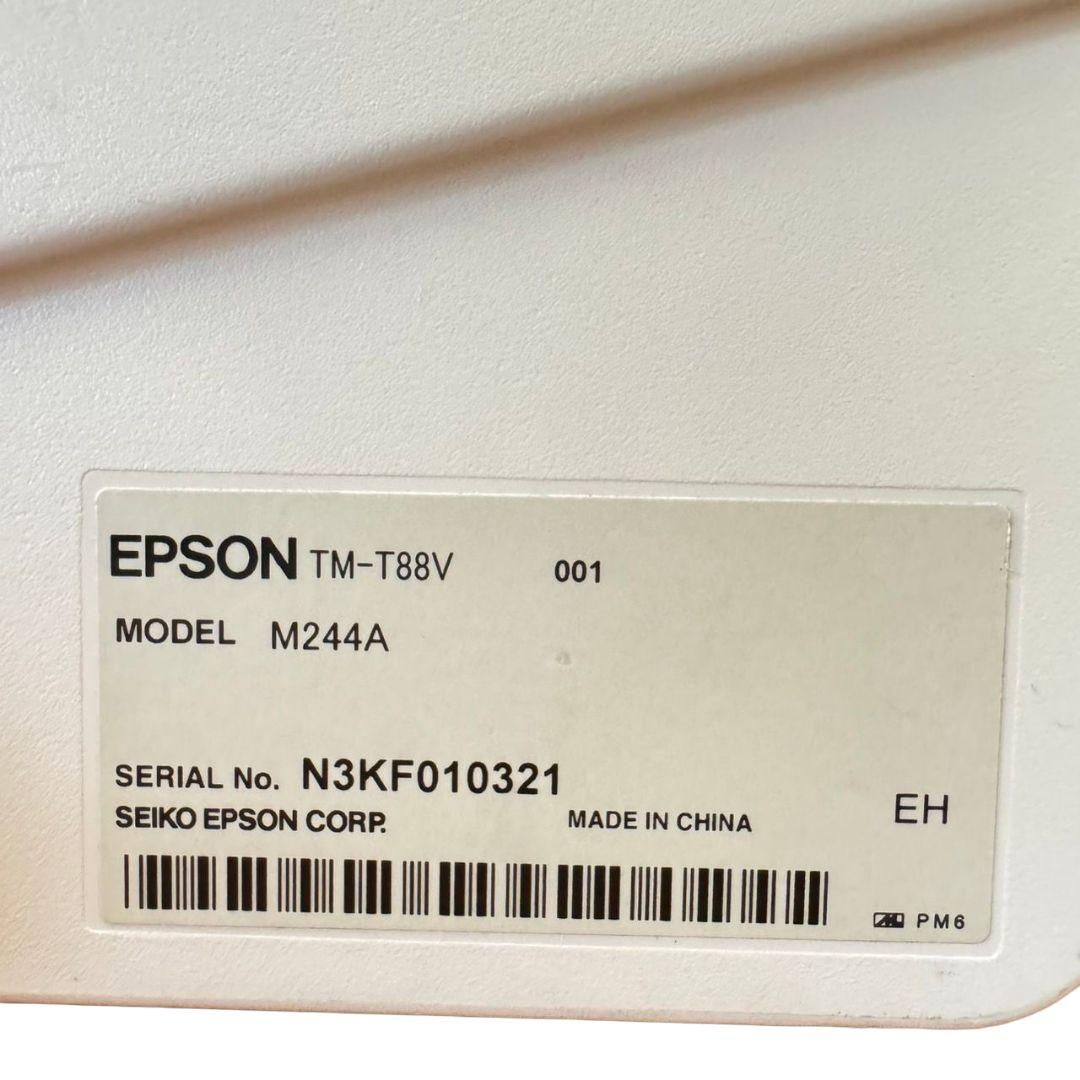 EPSON TM-T88V 001
MODEL M244A
SERIAL No. N3KF010321
SEIKO EPSON CORP. MADE IN CHINA
EH
PM6